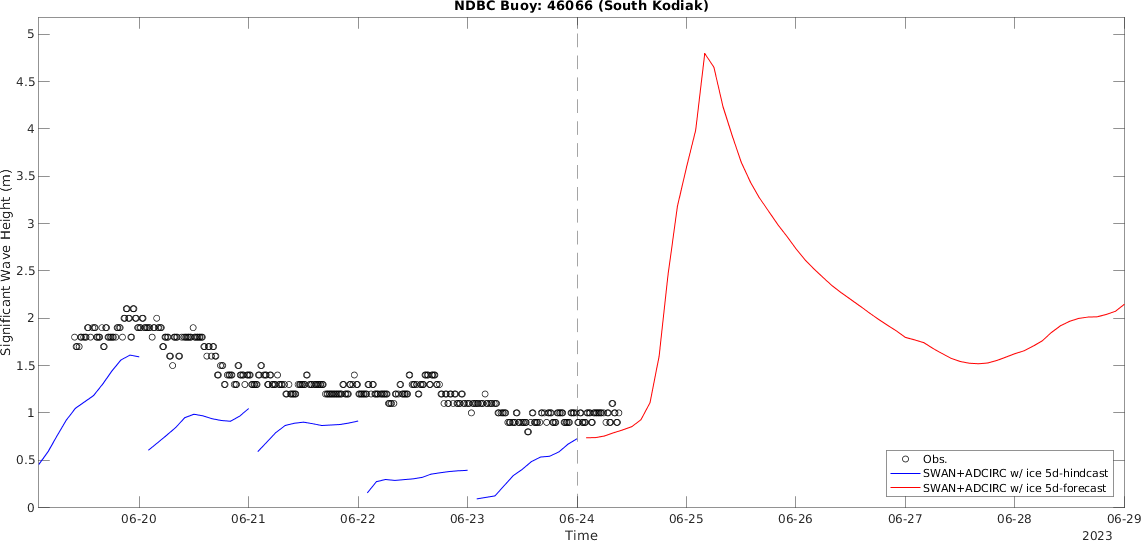 NDBC Buoy: 46066 (South Kodiak)
5
4.5
4
3.5
3
2.5
2
1.5
1
0.5
0
Significant Wave Height (m)
Obs.
SWAN+ADCIRC w/ ice 5d-hindcast
SWAN+ADCIRC w/ ice 5d-forecast
06-20 06-21 06-22 06-23 06-24 06-25 06-26 06-27 06-28 06-29
Time
2023